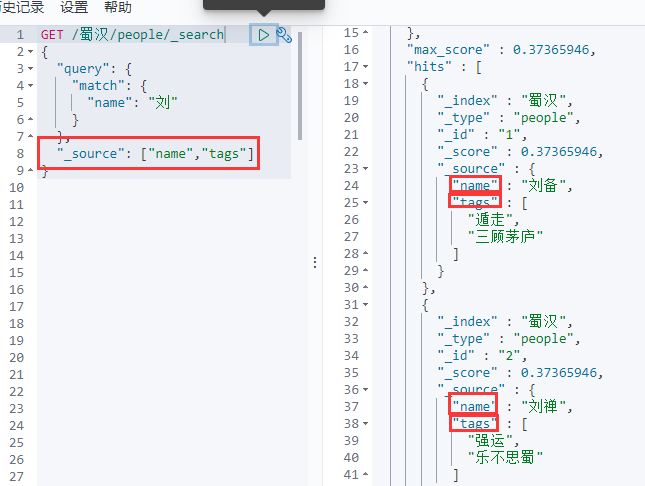 历史记录 设置 帮助
1 GET /蜀汉/people/_search
2 {
3 "query": {
4 "match": {
5 "name": "刘"
6 }
7 },
8 "_source": ["name","tags"]
9 }
10
11
12
13
14
15
16
17
18
19
20
21
22
23
24
25
26
27
15 },
16 "max_score" : 0.37365946,
17 "hits" : [
18 {
19 "_index" : "蜀汉",
20 "_type" : "people",
21 "_id" : "1",
22 "_score" : 0.37365946,
23 "_source" : {
24 "name" : "刘备",
25 "tags" : [
26 "遁走",
27 "三顾茅庐"
28 ]
29 }
30 },
31 {
32 "_index" : "蜀汉",
33 "_type" : "people",
34 "_id" : "2",
35 "_score" : 0.37365946,
36 "_source" : {
37 "name" : "刘禅",
38 "tags" : [
39 "强运",
40 "乐不思蜀"
41 ]